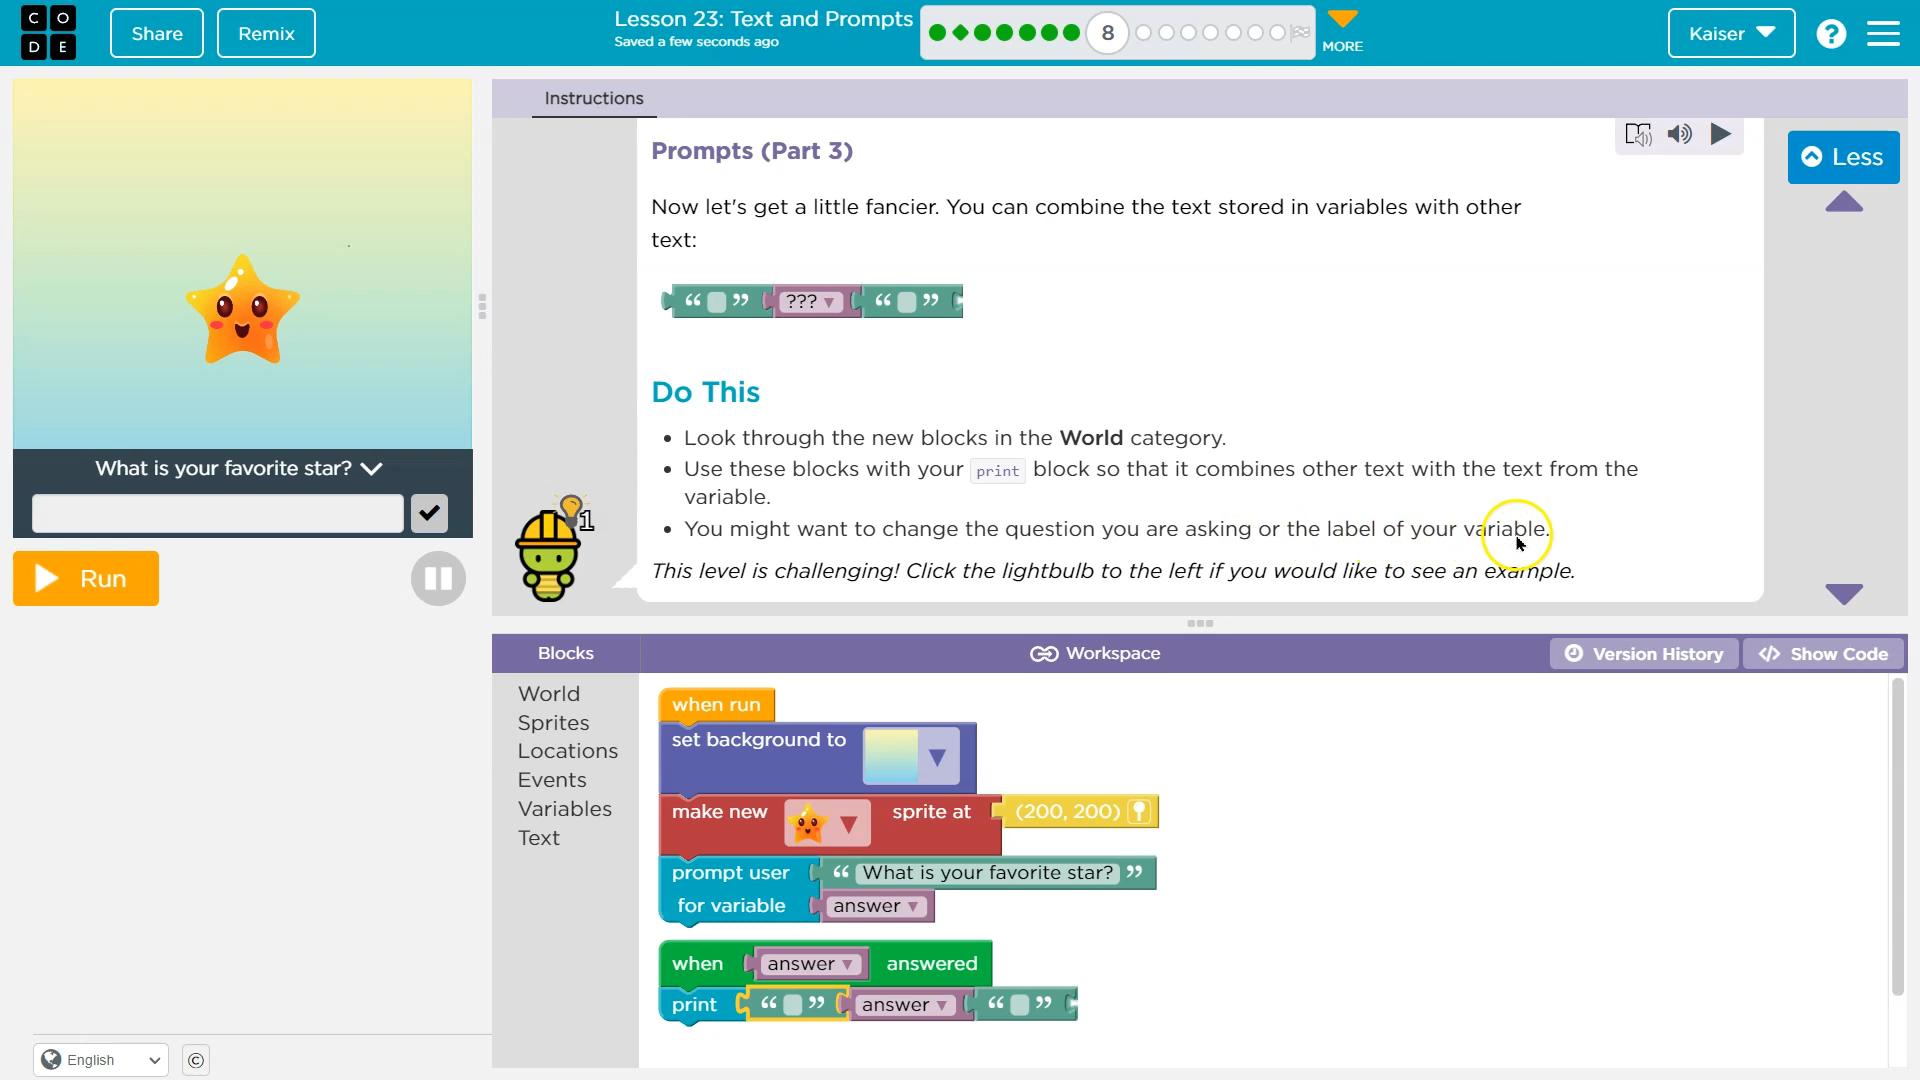 C O
D E
Share
Remix
Lesson 23: Text and Prompts
Saved a few seconds ago
8
MORE
Kaiser
?
Instructions
Prompts (Part 3)
Less
Now let's get a little fancier. You can combine the text stored in variables with other
text:
“ ” ??? “ ”
Do This
Look through the new blocks in the World category.
Use these blocks with your print block so that it combines other text with the text from the
variable.
You might want to change the question you are asking or the label of your variable.
This level is challenging! Click the lightbulb to the left if you would like to see an example.
1
What is your favorite star?
Run
Blocks
Workspace
Version History
Show Code
World
Sprites
Locations
Events
Variables
Text
when run
set background to
make new sprite at (200, 200)
prompt user “ What is your favorite star? ”
for variable answer
when answer answered
print “ ” answer “ ”
English
©